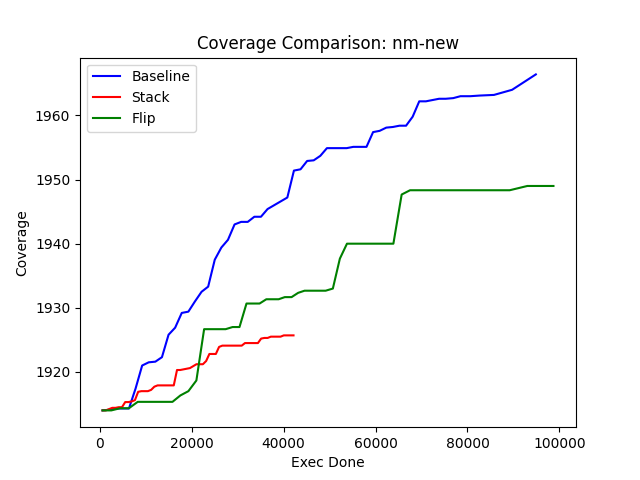 Coverage Comparison: nm-new
Baseline
Stack
Flip
Coverage
1960
1950
1940
1930
1920
0 20000 40000 60000 80000 100000
Exec Done